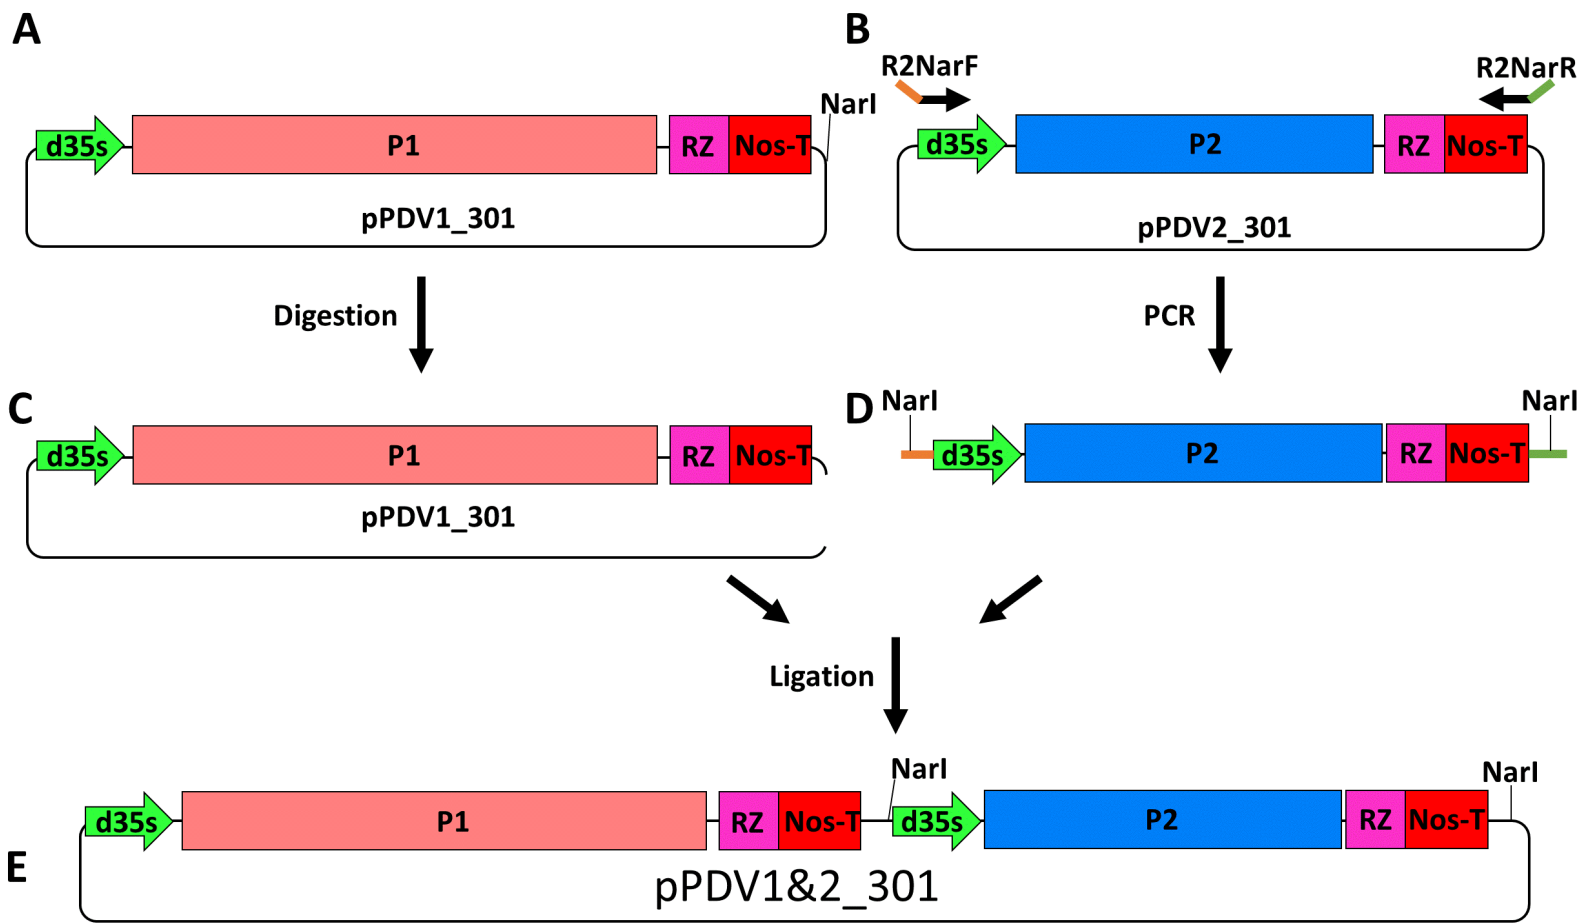 A
B
R2NarF
R2NarR
NarI
d35s
P1
RZ
Nos-T
d35s
P2
RZ
Nos-T
pPDV1_301
pPDV2_301
Digestion
PCR
C
D
NarI
NarI
d35s
P1
RZ
Nos-T
d35s
P2
RZ
Nos-T
pPDV1_301
Ligation
NarI
NarI
d35s
P1
RZ
Nos-T
d35s
P2
RZ
Nos-T
E
pPDV1&2_301